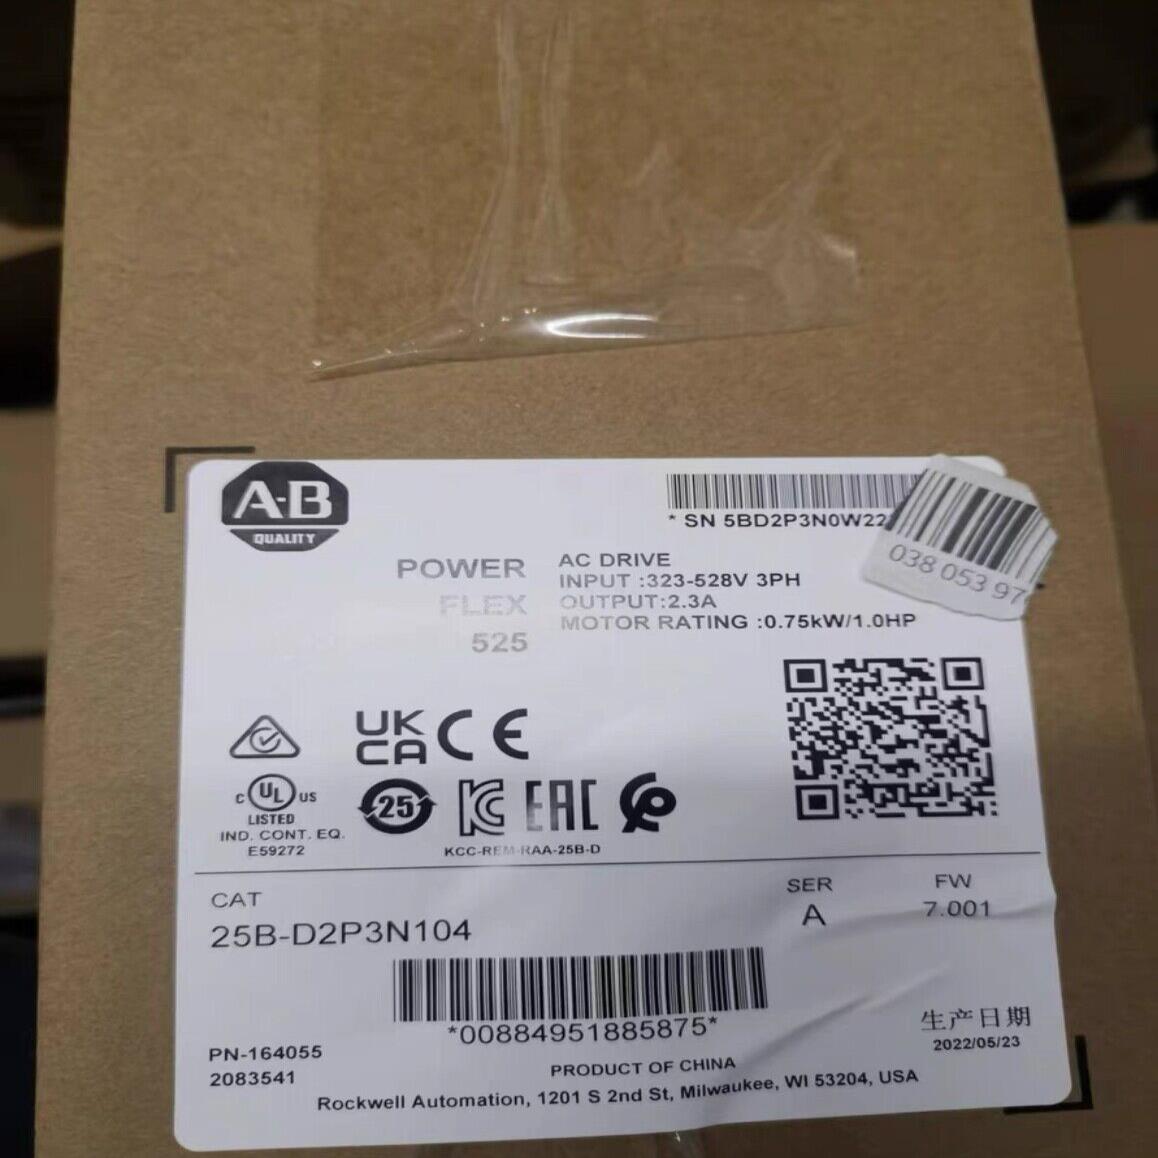 A-B
QUALITY
* SN 5BD2P3N0W22
038 053 97
POWER
FLEX
525
AC DRIVE
INPUT :323-528V 3PH
OUTPUT:2.3A
MOTOR RATING :0.75kW/1.0HP
UK
CA
CE
C UL US
LISTED
IND. CONT. EQ.
E59272
25
KC
EAC
KCC-REM-RAA-25B-D
CAT
25B-D2P3N104
SER
A
FW
7.001
*00884951885875*
PN-164055
2083541
生产日期
2022/05/23
PRODUCT OF CHINA
Rockwell Automation, 1201 S 2nd St, Milwaukee, WI 53204, USA